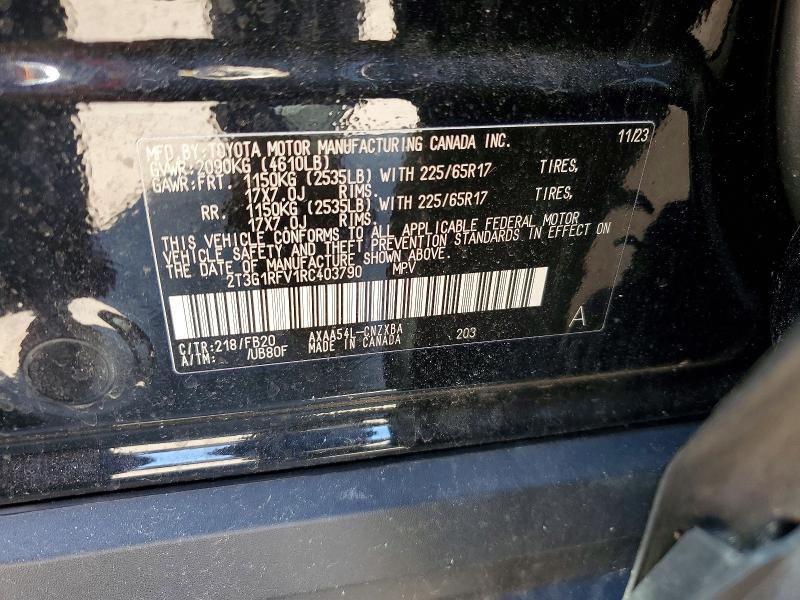 MFD.BY:TOYOTA MOTOR MANUFACTURING CANADA INC. 11/23
GVWR:2090KG (4610LB)
GAWR:FRT. 1150KG (2535LB) WITH 225/65R17 TIRES,
17X7.0J RIMS.
RR. 1150KG (2535LB) WITH 225/65R17 TIRES,
17X7.0J RIMS.
THIS VEHICLE CONFORMS TO ALL APPLICABLE FEDERAL MOTOR
VEHICLE SAFETY AND THEFT PREVENTION STANDARDS IN EFFECT ON
THE DATE OF MANUFACTURE SHOWN ABOVE.
2T3G1RFV1RC403790 MPV
C/TR:218/FB20 AXAA54L-CNZXBA 203 A
A/TM: /UB80F MADE IN CANADA